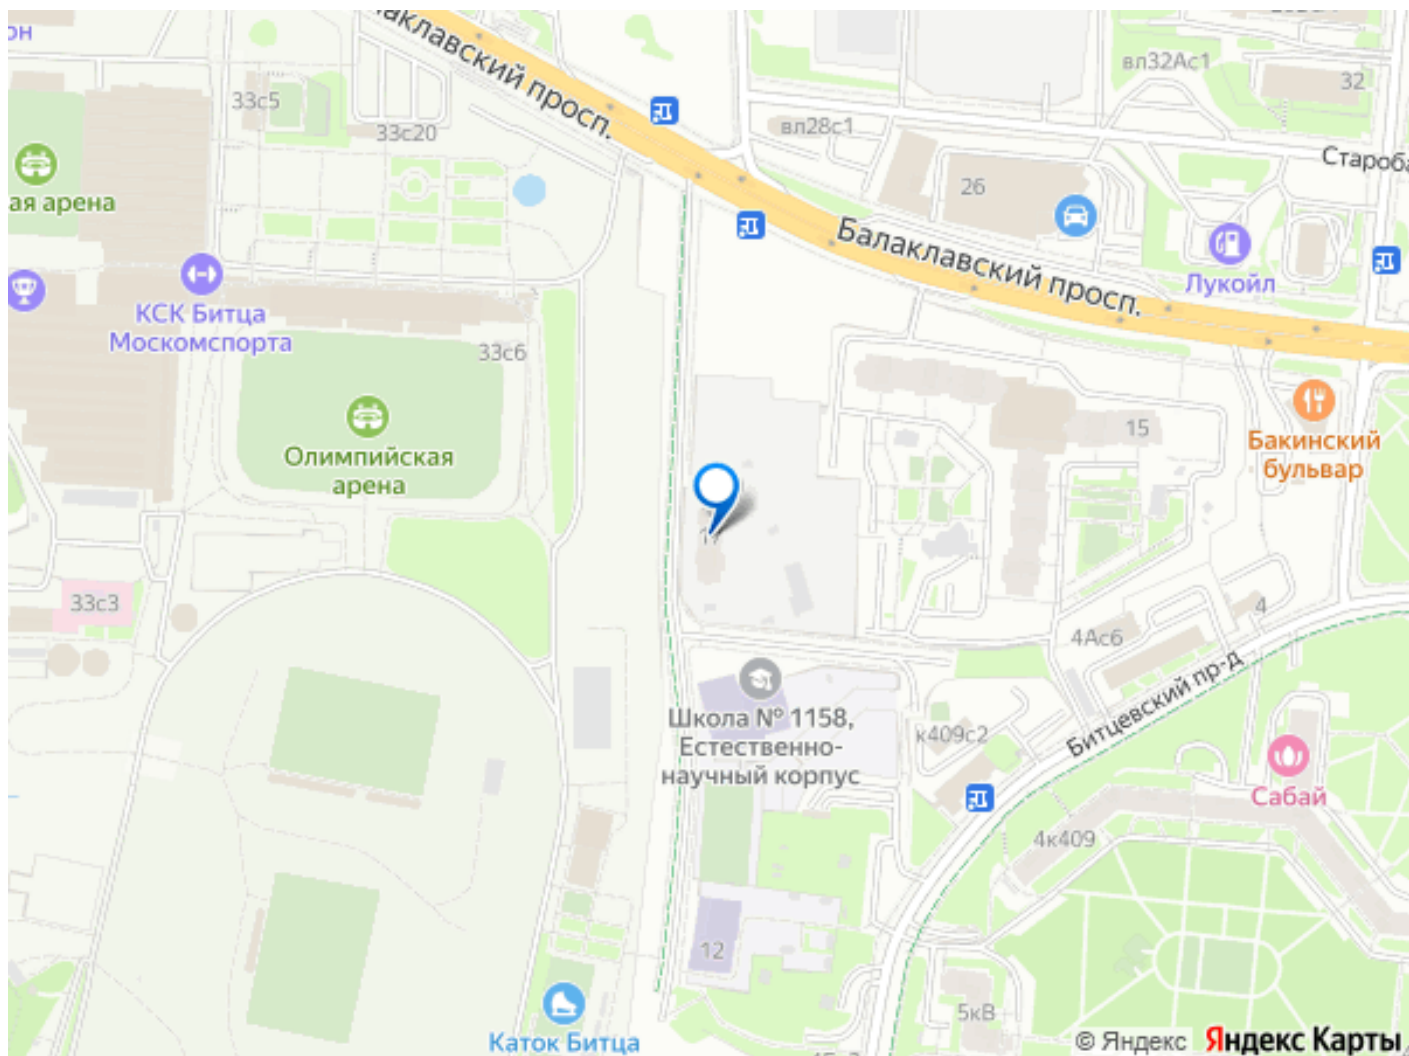 он
аклавский просп.
вл32Ас1
32
33с5
33с20
вл28с1
Староба
ая арена
26
Балаклавский просп.
Лукойл
КСК Битца
Москомспорта
33с6
15
Бакинский
бульвар
Олимпийская
арена
33с3
4
4Ас6
Битцевский пр-д
Школа № 1158,
Естественно-
научный корпус
к409с2
Сабай
4к409
12
5кВ
Каток Битца
© Яндекс
Яндекс Карты